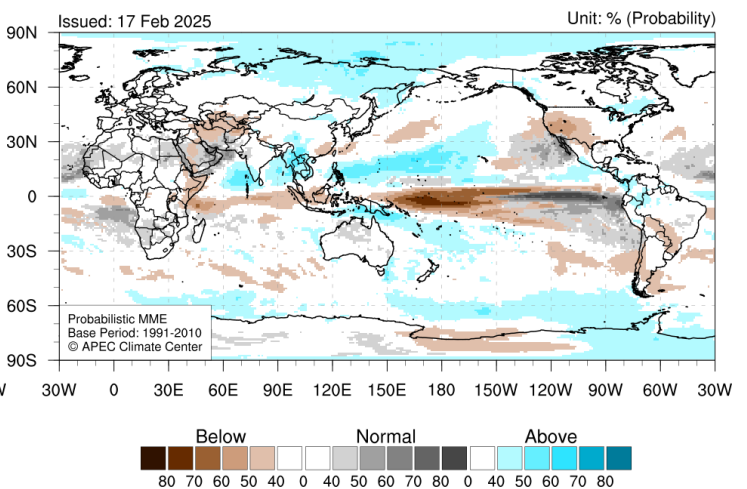 Issued: 17 Feb 2025
Unit: % (Probability)
90N
60N
30N
0
30S
60S
90S
Probabilistic MME
Base Period: 1991-2010
© APEC Climate Center
W 30W 0 30E 60E 90E 120E 150E 180 150W 120W 90W 60W 30W
Below Normal Above
80 70 60 50 40 0 40 50 60 70 80 0 40 50 60 70 80